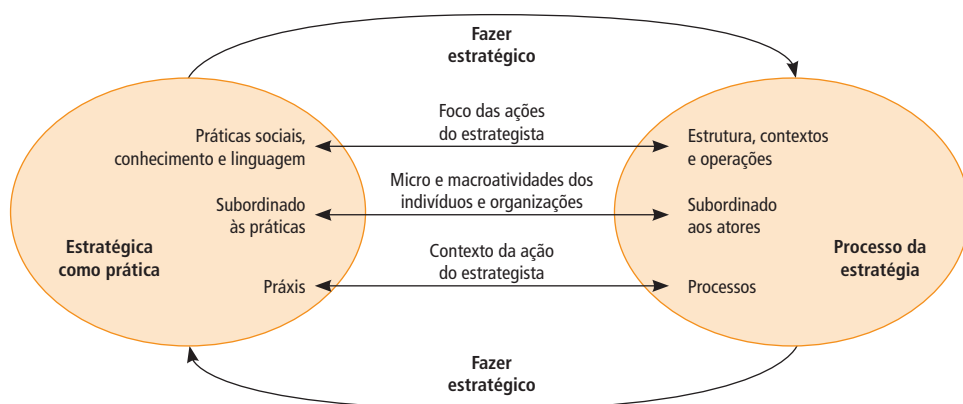 Fazer
estratégico
Foco das ações
do estrategista
Práticas sociais,
conhecimento e linguagem
Estrutura, contextos
e operações
Micro e macroatividades dos
indivíduos e organizações
Subordinado
às práticas
Subordinado
aos atores
Estratégica
como prática
Processo da
estratégia
Contexto da ação
do estrategista
Práxis
Processos
Fazer
estratégico